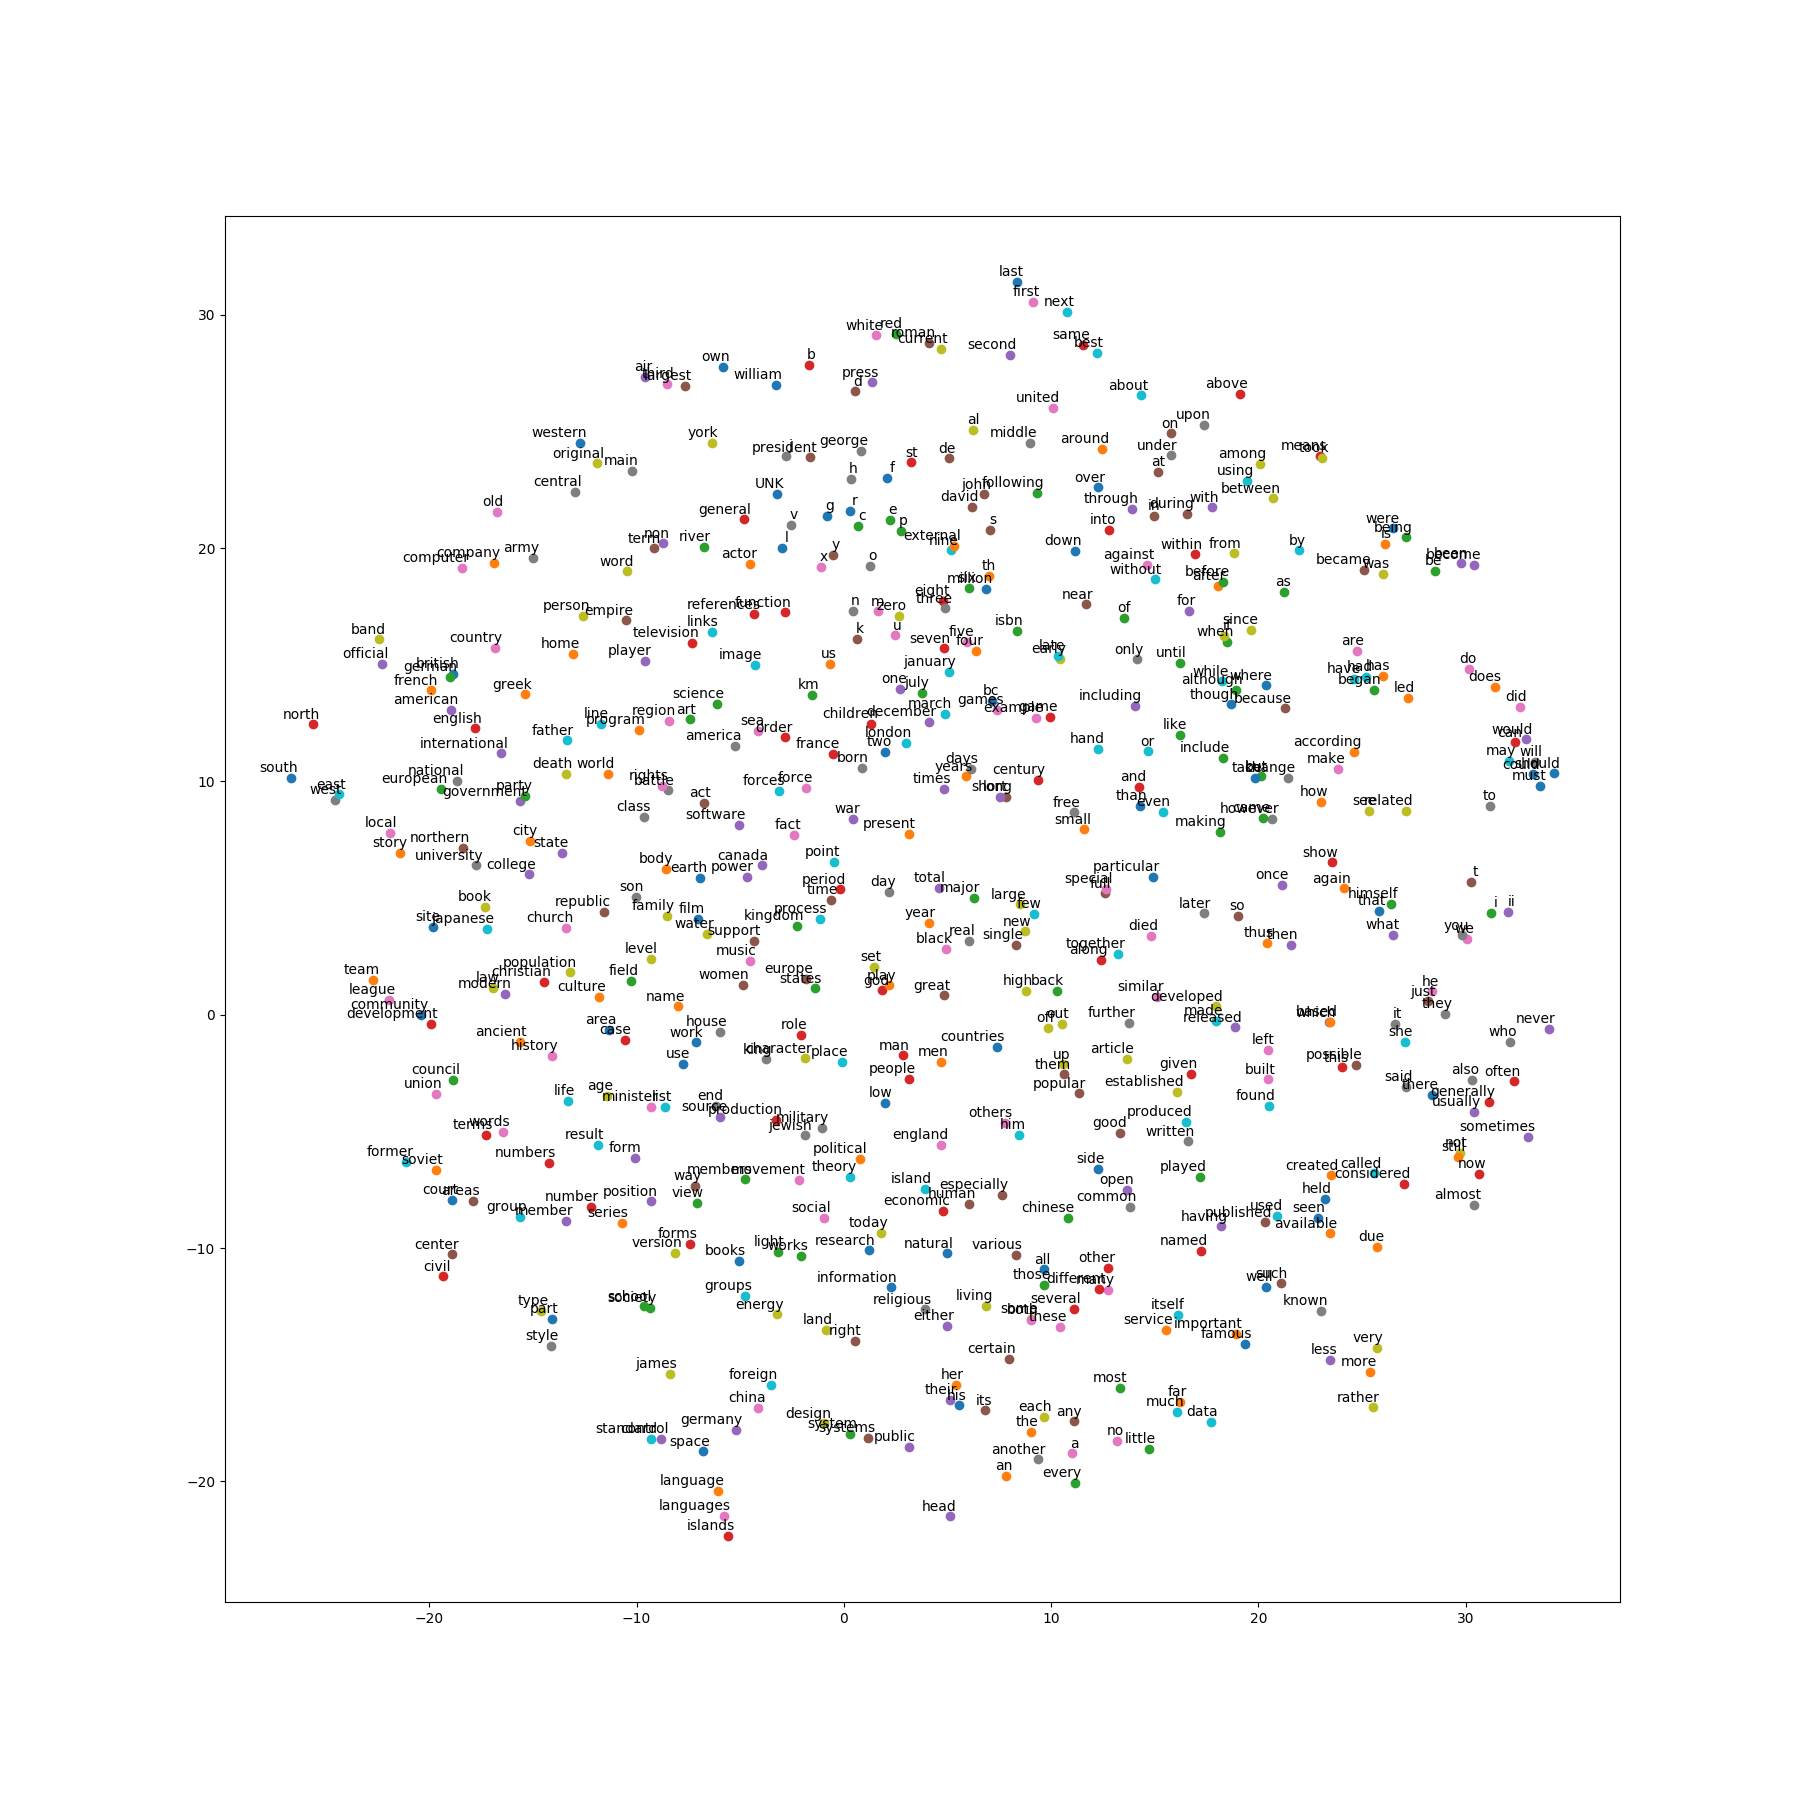 last
first
next
white
red
roman
current
second
same
best
own
b
air
third
largest
william
press
d
about
above
united
upon
al
on
western
york
middle
original
main
president
j
george
st
de
around
under
at
means
took
among
using
between
central
h
f
UNK
john
david
following
over
old
general
v
g
r
c
e
p
s
through
in
during
with
into
external
nine
non
term
river
l
y
down
were
being
is
computer
company
army
actor
x
o
th
against
within
from
by
became
was
been
become
be
word
six
million
without
before
after
as
eight
three
person
empire
references
function
n
m
zero
near
of
for
band
country
home
television
links
k
u
isbn
five
four
seven
when
if
since
official
player
image
us
january
early
late
only
until
are
do
british
german
french
american
greek
science
km
one
july
bc
games
example
game
while
although
where
have
had
has
began
does
north
english
father
line
program
region
art
sea
order
children
december
march
including
though
because
led
did
international
america
france
two
london
hand
or
like
according
would
can
south
east
west
national
european
death
world
rights
battle
born
days
years
include
make
may
will
could
should
must
government
party
forces
force
times
century
short
long
and
than
take
but
change
how
see
related
to
class
act
software
war
free
small
even
however
came
local
story
northern
city
state
fact
present
making
university
college
body
earth
power
canada
point
particular
special
full
show
once
again
t
book
son
period
time
day
total
major
large
few
himself
that
i
ii
site
japanese
church
republic
family
film
water
kingdom
process
year
new
later
so
what
you
we
level
support
music
black
real
single
died
together
along
thus
then
team
league
law
modern
christian
population
culture
field
women
europe
states
set
play
god
great
high
back
similar
he
just
they
community
development
name
area
case
house
work
role
off
out
further
developed
made
released
based
which
it
she
never
who
ancient
history
use
king
character
place
man
men
countries
up
them
article
left
possible
this
council
union
life
age
minister
list
people
low
popular
given
established
built
found
said
there
also
often
generally
usually
terms
words
end
source
production
military
jewish
others
him
good
produced
written
sometimes
former
soviet
numbers
result
form
england
not
still
now
court
areas
way
members
movement
view
political
theory
island
side
open
played
created
called
considered
group
member
number
position
series
social
economic
human
especially
chinese
common
held
almost
forms
version
today
having
published
used
seen
available
due
center
civil
books
light
works
research
natural
various
all
other
named
groups
information
those
different
many
well
such
known
type
part
style
school
society
energy
religious
living
some
both
these
several
itself
service
important
famous
land
right
either
very
less
more
james
foreign
certain
most
rather
china
her
their
his
its
each
any
far
much
data
germany
design
system
systems
public
the
no
little
standard
control
space
another
a
an
every
language
languages
islands
head
30
20
10
0
−10
−20
−20
−10
0
10
20
30